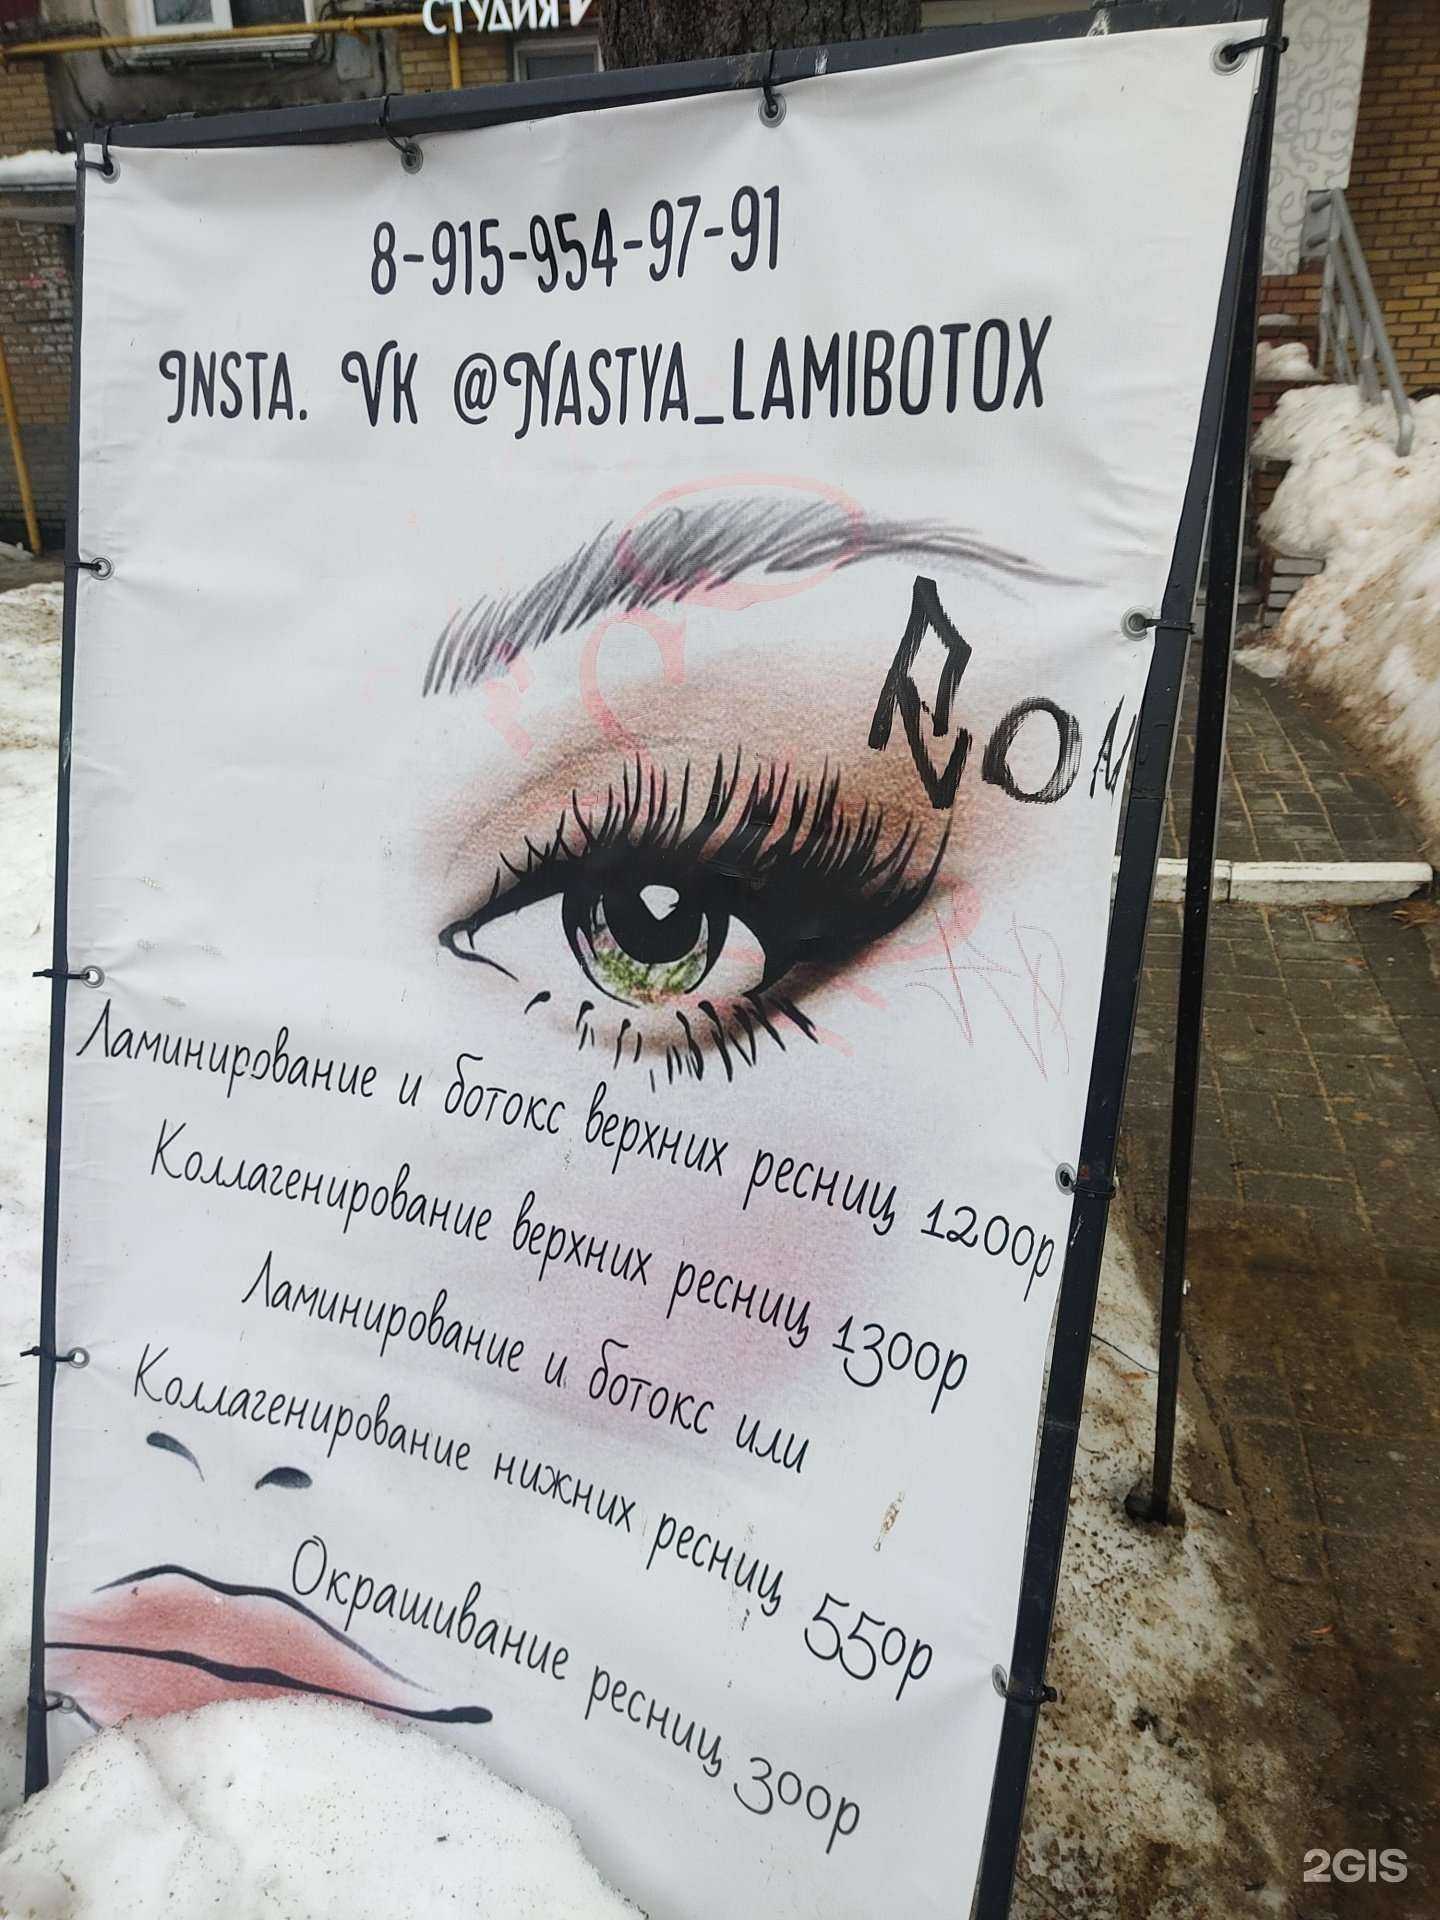 СТУДИЯ
8-915-954-97-91
Insta. Vk @Nastya_lamibotox
Ламинирование и ботокс верхних ресниц 1200р
Коллагенирование верхних ресниц 1300р
Ламинирование и ботокс или
Коллагенирование нижних ресниц 550р
Окрашивание ресниц 300р
2GIS